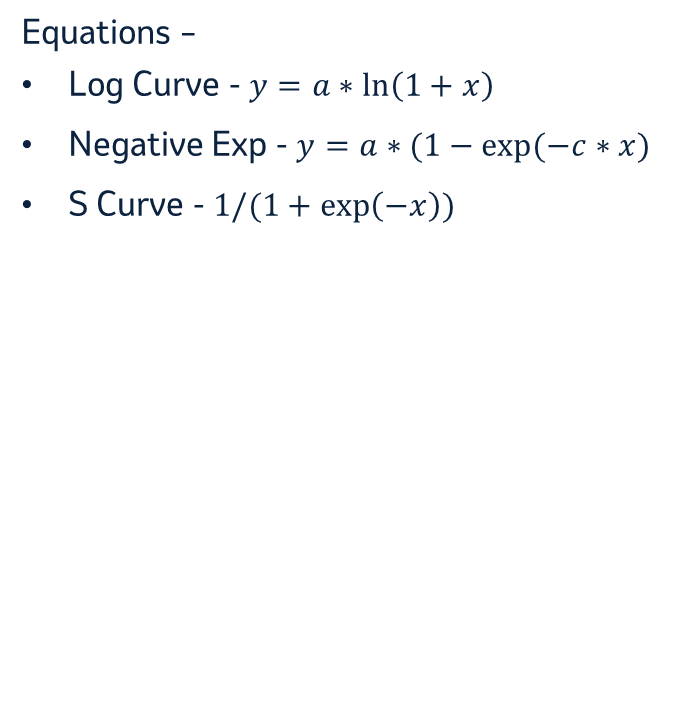 Equations –
• Log Curve - y = a ∗ ln(1 + x)
• Negative Exp - y = a ∗ (1 − exp(−c ∗ x)
• S Curve - 1/(1 + exp(−x))